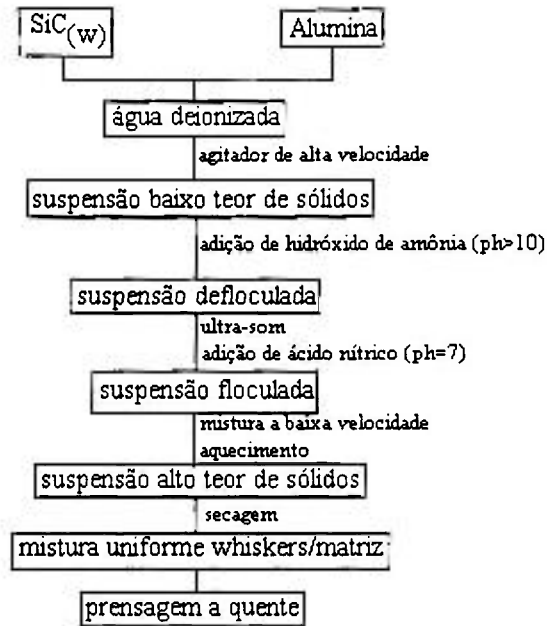 SiC(w)
Alumina
água deionizada
agitador de alta velocidade
suspensão baixo teor de sólidos
adição de hidróxido de amônia (ph>10)
suspensão defloculada
ultra-som
adição de ácido nítrico (ph=7)
suspensão floculada
mistura a baixa velocidade
aquecimento
suspensão alto teor de sólidos
secagem
mistura uniforme whiskers/matriz
prensagem a quente